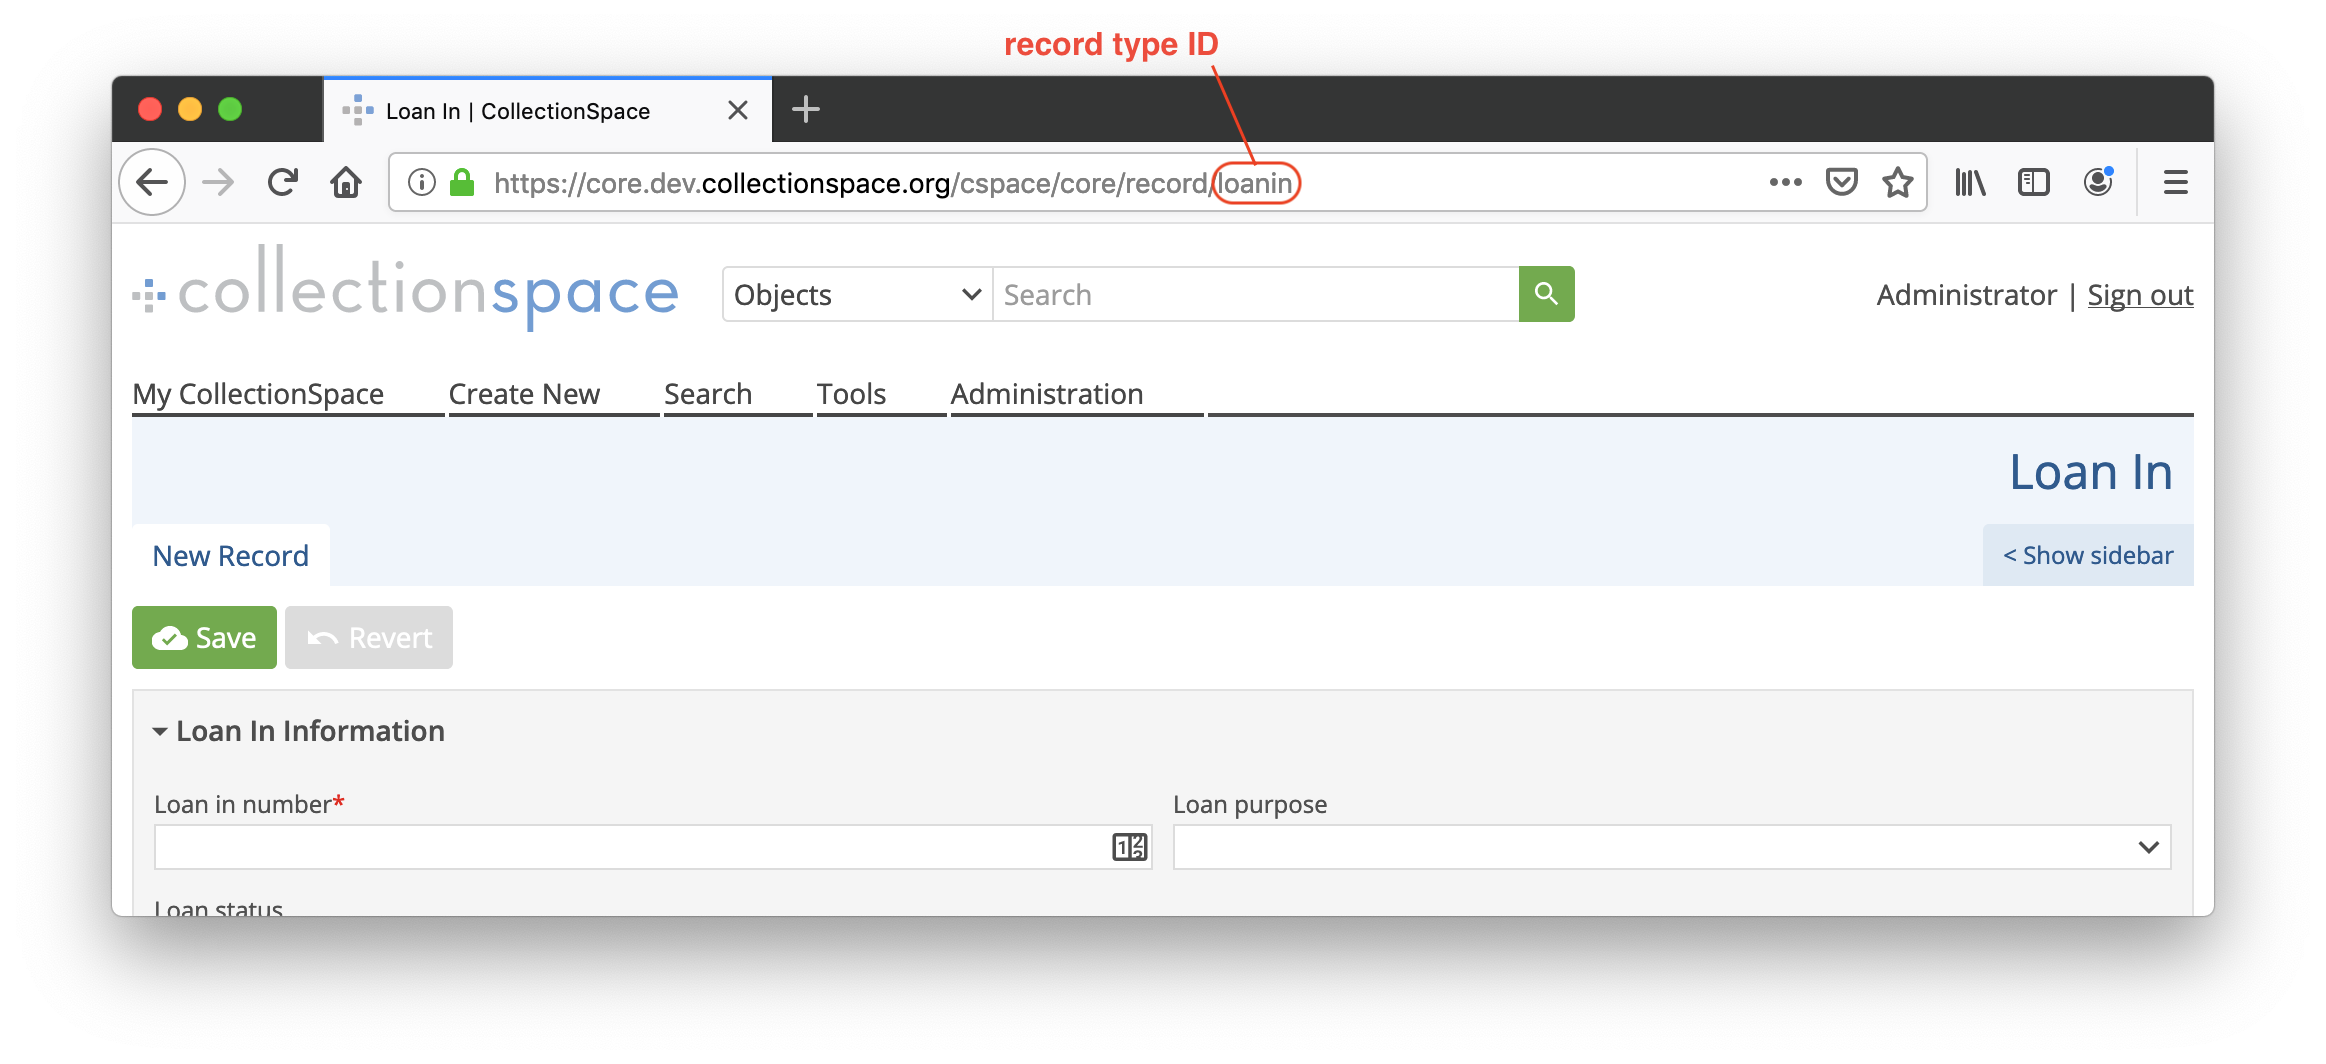 record type ID
Loan In | CollectionSpace
https://core.dev.collectionspace.org/cspace/core/record/loanin
collectionspace
Objects
Search
Administrator | Sign out
My CollectionSpace
Create New
Search
Tools
Administration
Loan In
New Record
< Show sidebar
Save
Revert
Loan In Information
Loan in number*
Loan purpose
Loan status